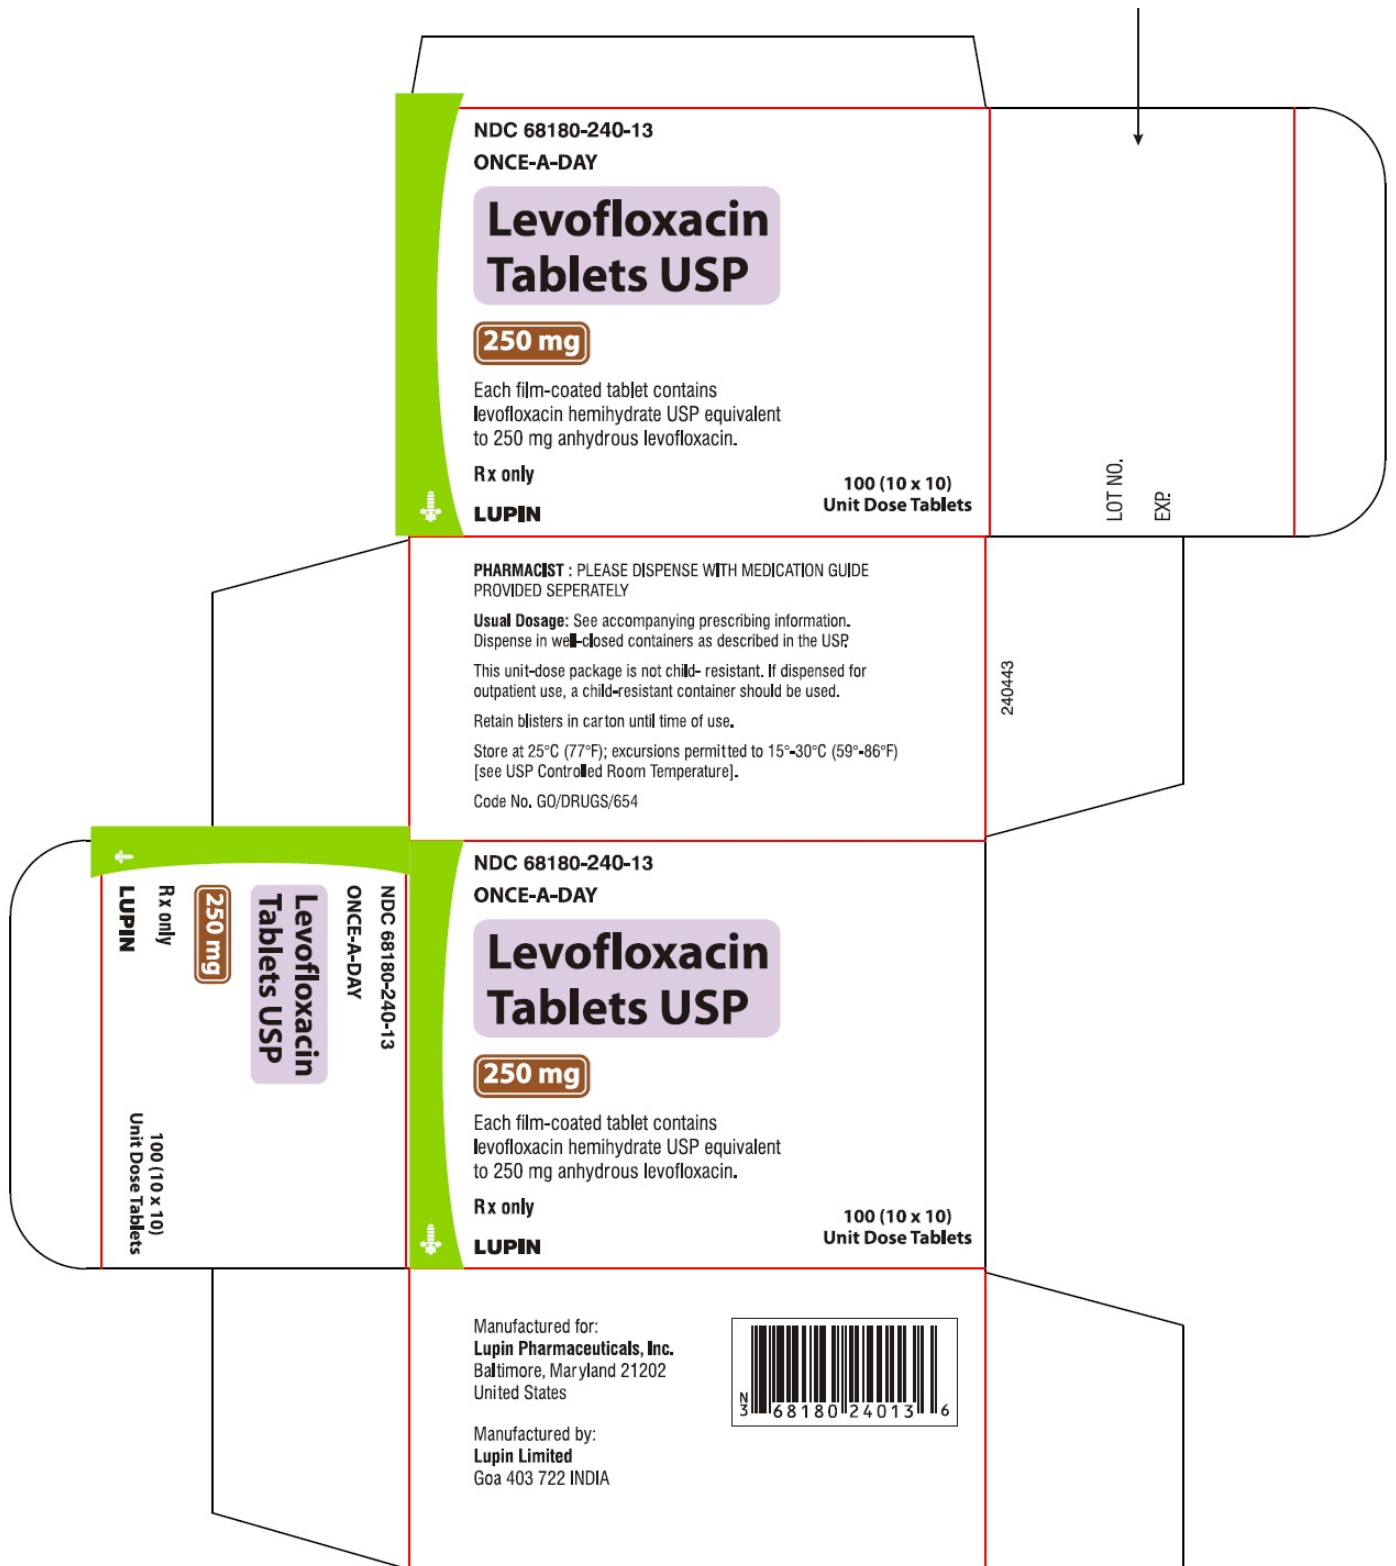 NDC 68180-240-13
ONCE-A-DAY
Levofloxacin
Tablets USP
250 mg
Each film-coated tablet contains
levofloxacin hemihydrate USP equivalent
to 250 mg anhydrous levofloxacin.
Rx only
LUPIN
100 (10 x 10)
Unit Dose Tablets
LOT NO.
EXP.
PHARMACIST : PLEASE DISPENSE WITH MEDICATION GUIDE
PROVIDED SEPERATELY
Usual Dosage: See accompanying prescribing information.
Dispense in well-closed containers as described in the USP.
This unit-dose package is not child- resistant. If dispensed for
outpatient use, a child-resistant container should be used.
Retain blisters in carton until time of use.
Store at 25°C (77°F); excursions permitted to 15°-30°C (59°-86°F)
[see USP Controlled Room Temperature].
Code No. GO/DRUGS/654
240443
NDC 68180-240-13
ONCE-A-DAY
Levofloxacin
Tablets USP
250 mg
Rx only
LUPIN
100 (10 x 10)
Unit Dose Tablets
NDC 68180-240-13
ONCE-A-DAY
Levofloxacin
Tablets USP
250 mg
Each film-coated tablet contains
levofloxacin hemihydrate USP equivalent
to 250 mg anhydrous levofloxacin.
Rx only
LUPIN
100 (10 x 10)
Unit Dose Tablets
Manufactured for:
Lupin Pharmaceuticals, Inc.
Baltimore, Maryland 21202
United States
Manufactured by:
Lupin Limited
Goa 403 722 INDIA
N
3 68180 24013 6